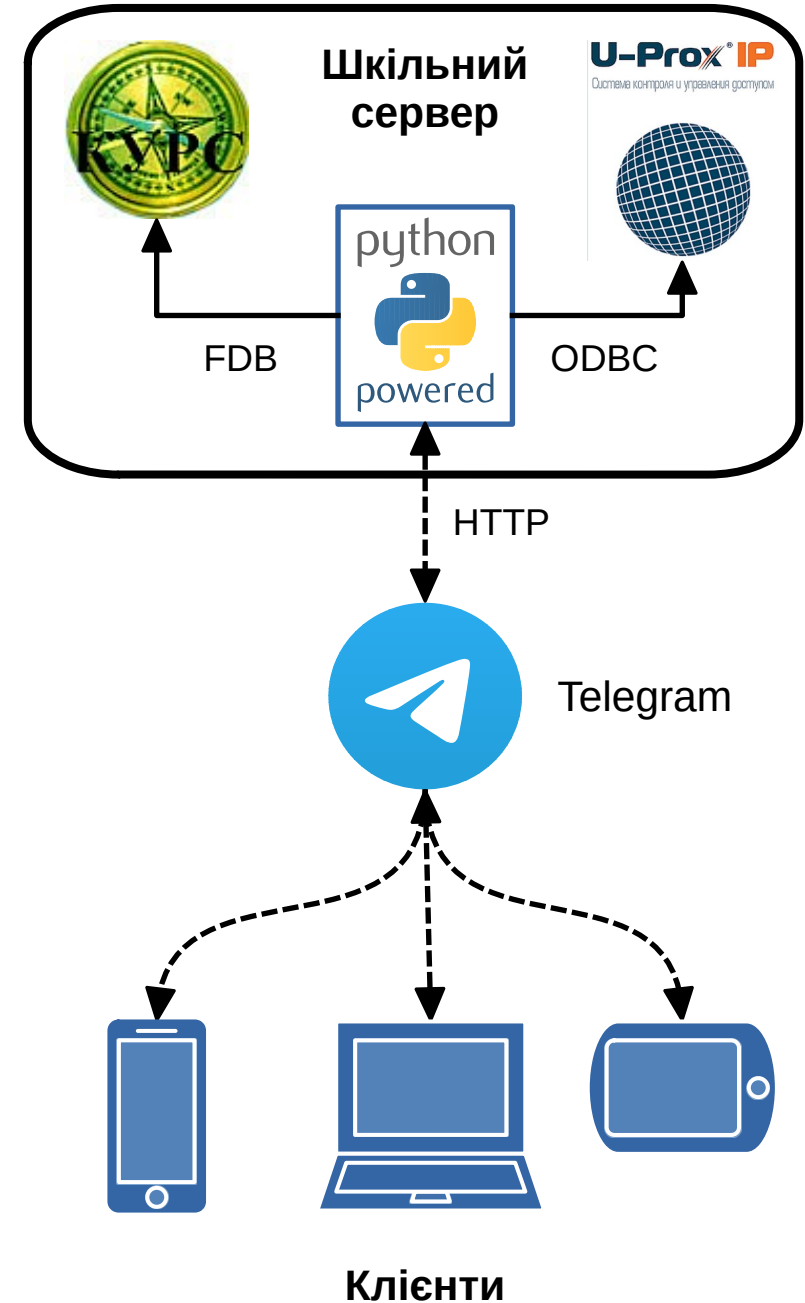 Шкільний
сервер
КУРС
U-Prox® IP
Система контроля и управления доступом
python
powered
FDB
ODBC
HTTP
Telegram
Клієнти